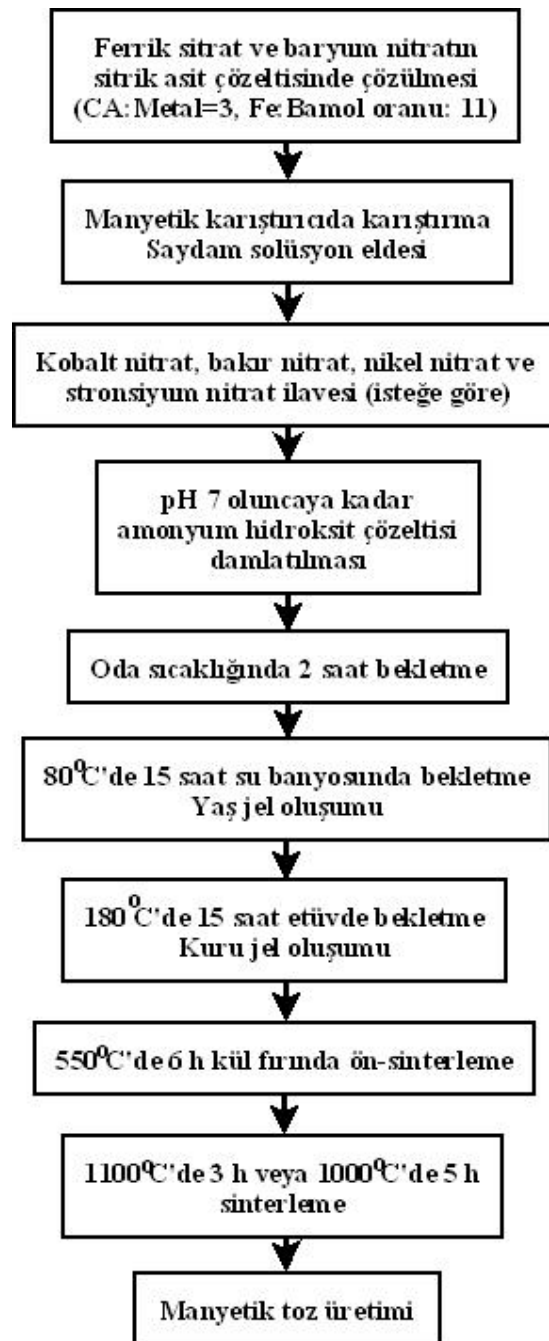 Ferrik sitrat ve baryum nitratın
sitrik asit çözeltisinde çözülmesi
(CA: Metal=3, Fe:Bamol oranu: 11)
Manyetik karıştırıcıda karıştırma
Saydam solüsyon eldesi
Kobalt nitrat, bakır nitrat, nikel nitrat ve
stronsiyum nitrat ilavesi (isteğe göre)
pH 7 oluncaya kadar
amonyum hidroksit çözeltisi
damlatılması
Oda sıcaklığında 2 saat bekletme
80⁰C'de 15 saat su banyosunda bekletme
Yaş jel oluşumu
180⁰C'de 15 saat etüvde bekletme
Kuru jel oluşumu
550⁰C'de 6 h kül fırında ön-sinterleme
1100⁰C'de 3 h veya 1000⁰C'de 5 h
sinterleme
Manyetik toz üretimi